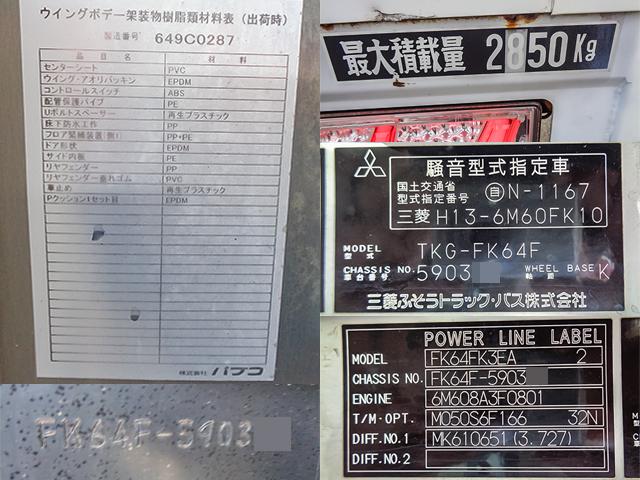 ウイングボデー架装物樹脂類材料表（出荷時）
製造番号 649C0287
名 称 材 料
センターシート PVC
ウイング・アオリパッキン EPDM
コントロールスイッチ ABS
配管保護パイプ PE
Uボルトスペーサー 再生プラスチック
床下防水工作 PP
フロア緊締装置(樹) PP+PE
ドア形状 EPDM
サイド内板 PE
リヤフェンダー PP
リヤフェンダー垂れゴム PVC
車止め 再生プラスチック
Pクッション1セット目 EPDM
株式会社 パブコ
FK64F-5903
最大積載量 2850Kg
騒音型式指定車
国土交通省
型式指定番号 自N-1167
三菱 H13-6M60FK10
MODEL 型式 TKG-FK64F
CHASSIS NO. 車台番号 5903 WHEEL BASE 軸距 K
三菱ふそうトラック・バス株式会社
POWER LINE LABEL
MODEL FK64FK3EA 2
CHASSIS NO. FK64F-5903
ENGINE 6M608A3F0801
T/M-OPT. M050S6F166 32N
DIFF.NO.1 MK610651 (3.727)
DIFF.NO.2